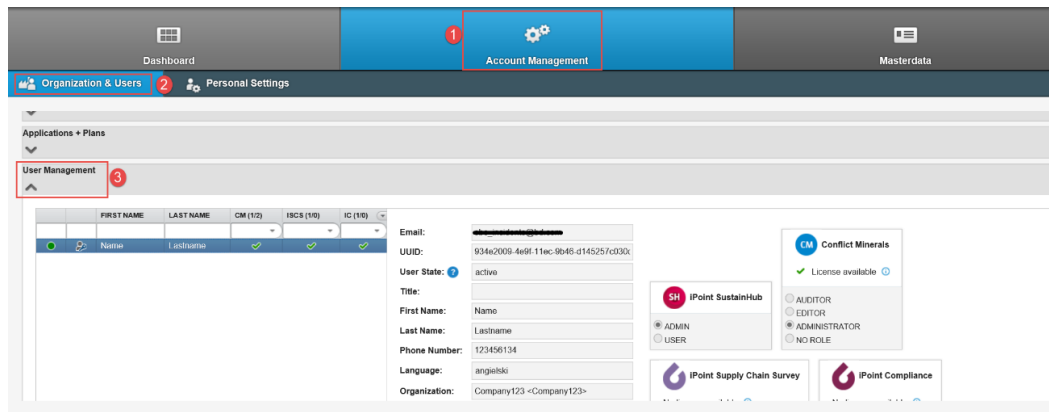 1
Dashboard
Account Management
Masterdata
Organization & Users 2 Personal Settings
Applications + Plans
User Management
3
FIRST NAME LAST NAME CM (1/2) ISCS (1/0) IC (1/0)
Name Lastname
Email:
UUID: 934e2009-4e9f-11ec-9b46-d145257c030
User State: ? active
Title:
First Name: Name
Last Name: Lastname
Phone Number: 123456134
Language: angielski
Organization: Company123 <Company123>
SH iPoint SustainHub
ADMIN
USER
CM Conflict Minerals
License available
AUDITOR
EDITOR
ADMINISTRATOR
NO ROLE
iPoint Supply Chain Survey
iPoint Compliance